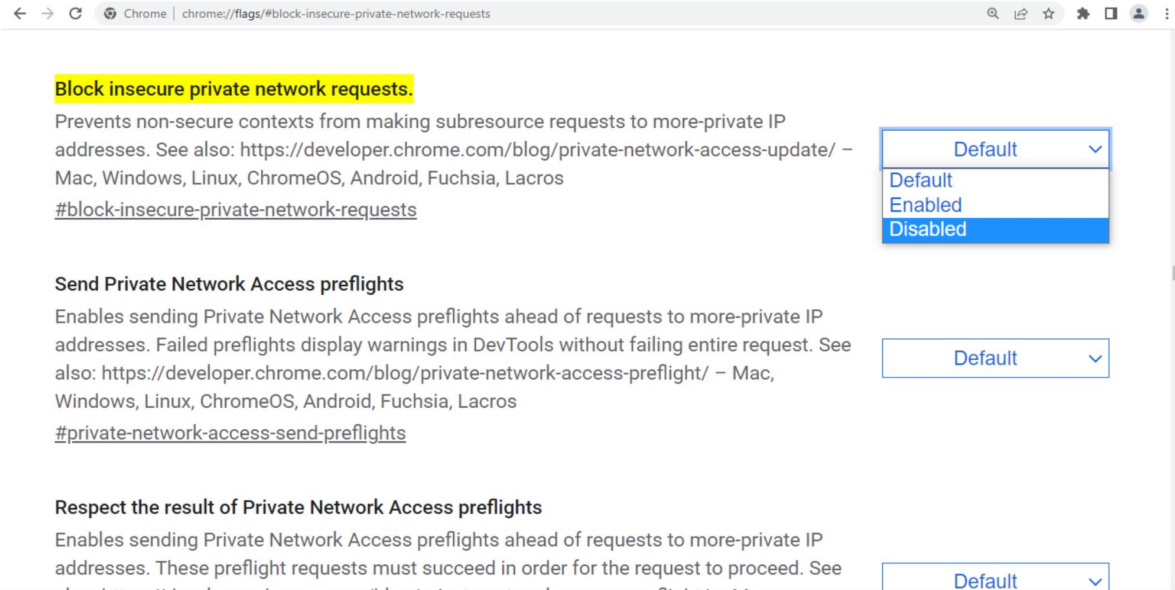 Chrome | chrome://flags/#block-insecure-private-network-requests
Block insecure private network requests.
Prevents non-secure contexts from making subresource requests to more-private IP
addresses. See also: https://developer.chrome.com/blog/private-network-access-update/ –
Mac, Windows, Linux, ChromeOS, Android, Fuchsia, Lacros
#block-insecure-private-network-requests
Default
Default
Enabled
Disabled
Send Private Network Access preflights
Enables sending Private Network Access preflights ahead of requests to more-private IP
addresses. Failed preflights display warnings in DevTools without failing entire request. See
also: https://developer.chrome.com/blog/private-network-access-preflight/ – Mac,
Windows, Linux, ChromeOS, Android, Fuchsia, Lacros
#private-network-access-send-preflights
Default
Respect the result of Private Network Access preflights
Enables sending Private Network Access preflights ahead of requests to more-private IP
addresses. These preflight requests must succeed in order for the request to proceed. See
Default